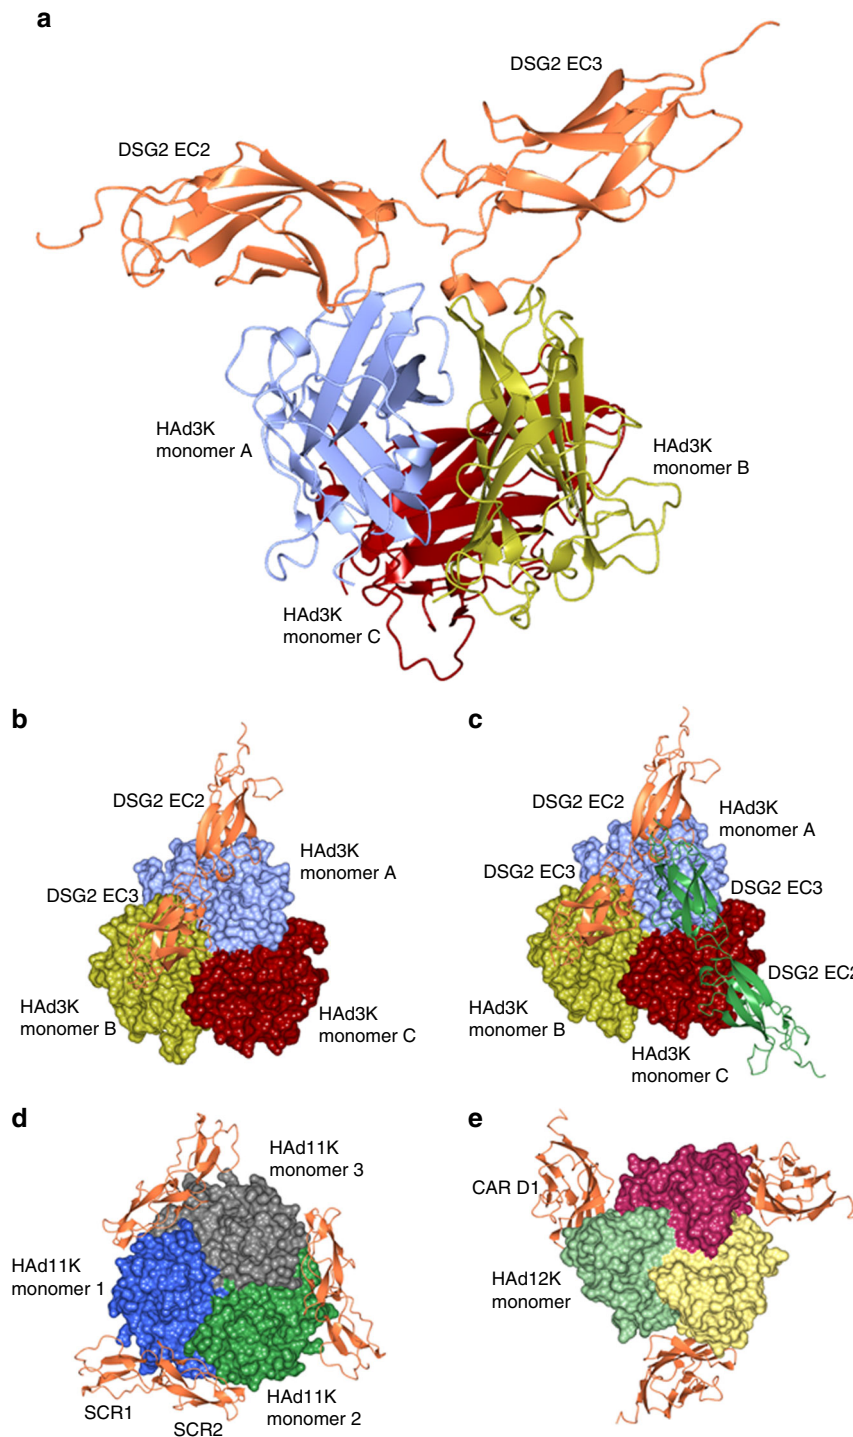 a
DSG2 EC3
DSG2 EC2
HAd3K
monomer A
HAd3K
monomer B
HAd3K
monomer C
b
DSG2 EC2
HAd3K
monomer A
DSG2 EC3
HAd3K
monomer B
HAd3K
monomer C
c
DSG2 EC2
HAd3K
monomer A
DSG2 EC3
DSG2 EC3
DSG2 EC2
HAd3K
monomer B
HAd3K
monomer C
d
HAd11K
monomer 3
HAd11K
monomer 1
SCR1
SCR2
HAd11K
monomer 2
e
CAR D1
HAd12K
monomer